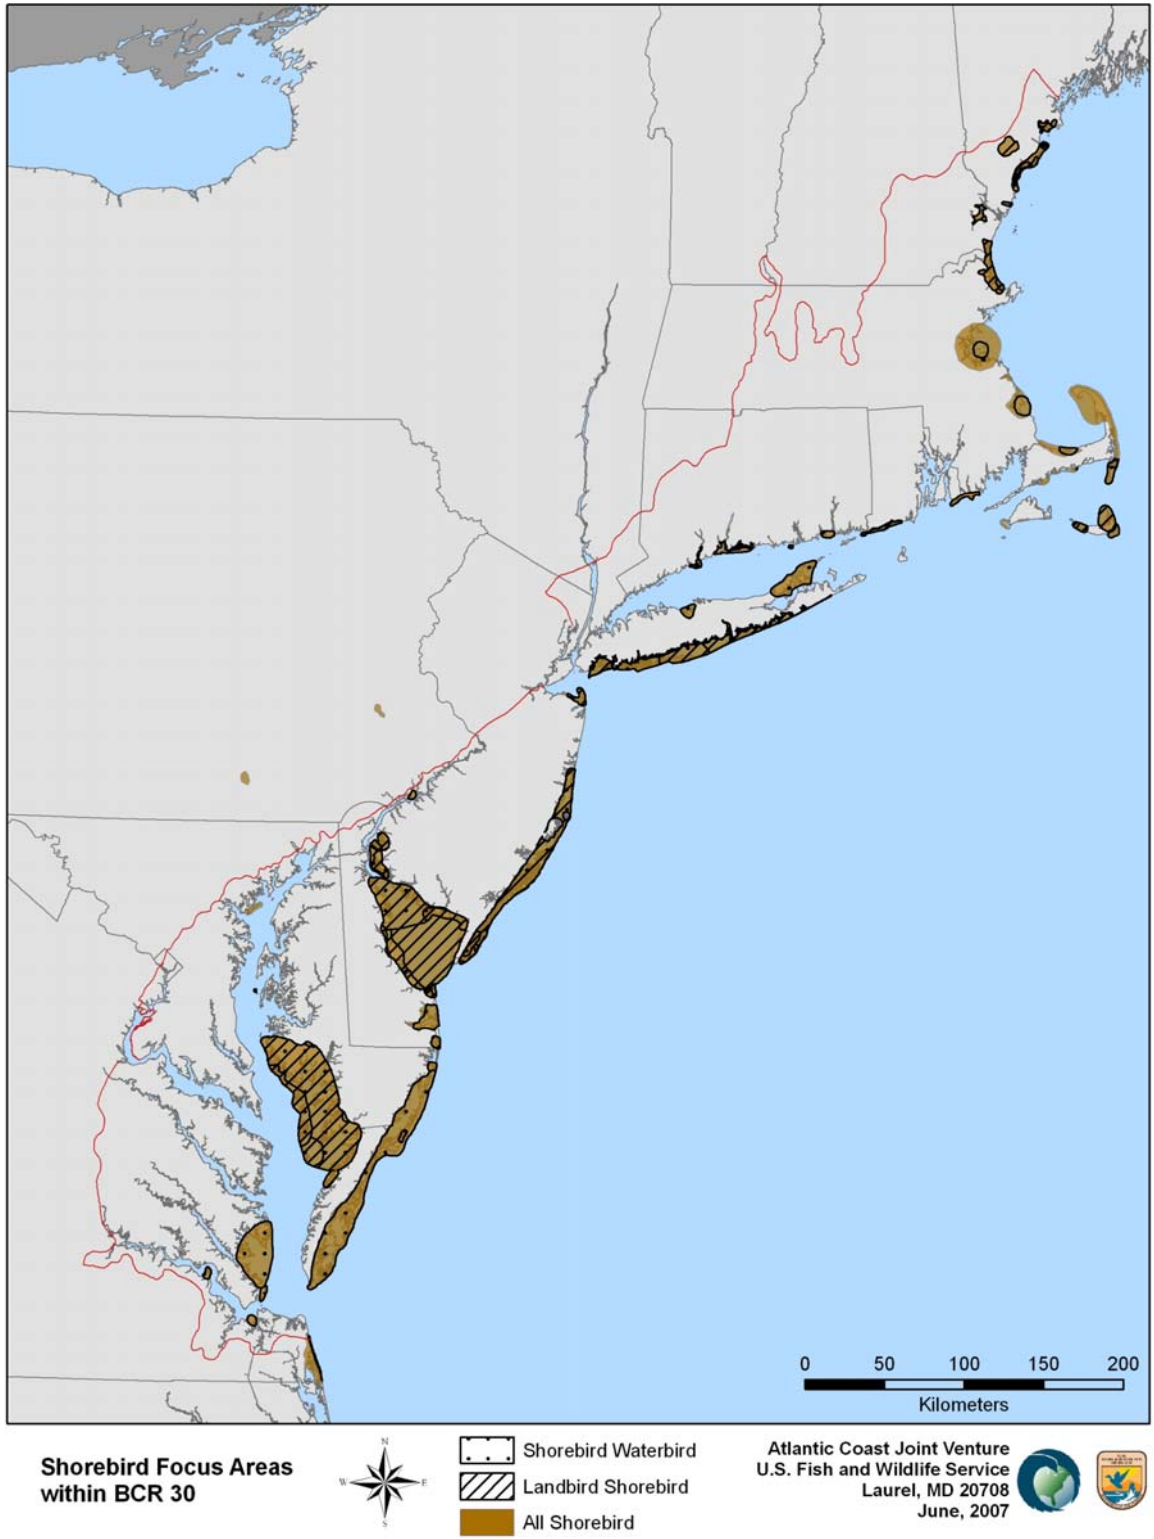 0 50 100 150 200
Kilometers
Shorebird Focus Areas
within BCR 30
N
W
E
S
Shorebird Waterbird
Landbird Shorebird
All Shorebird
Atlantic Coast Joint Venture
U.S. Fish and Wildlife Service
Laurel, MD 20708
June, 2007